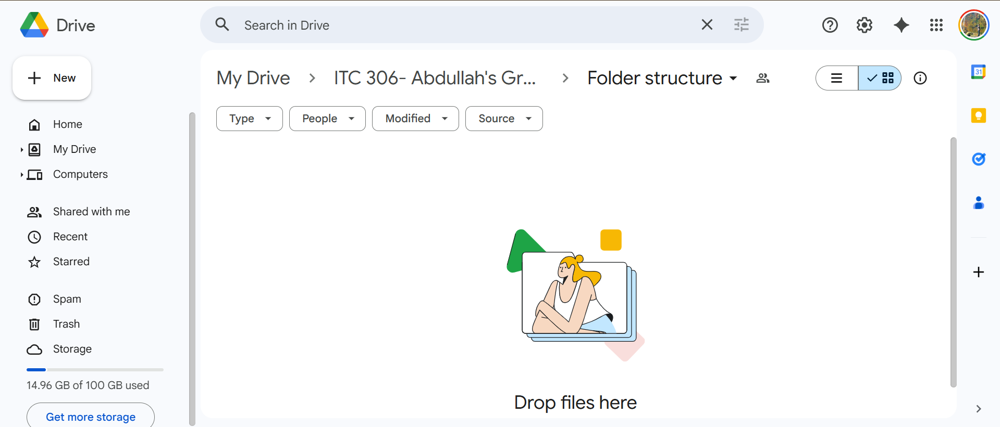 Drive
Search in Drive
New
My Drive
ITC 306- Abdullah's Gr...
Folder structure
Type
People
Modified
Source
Home
My Drive
Computers
Shared with me
Recent
Starred
Spam
Trash
Storage
14.96 GB of 100 GB used
Get more storage
Drop files here
31